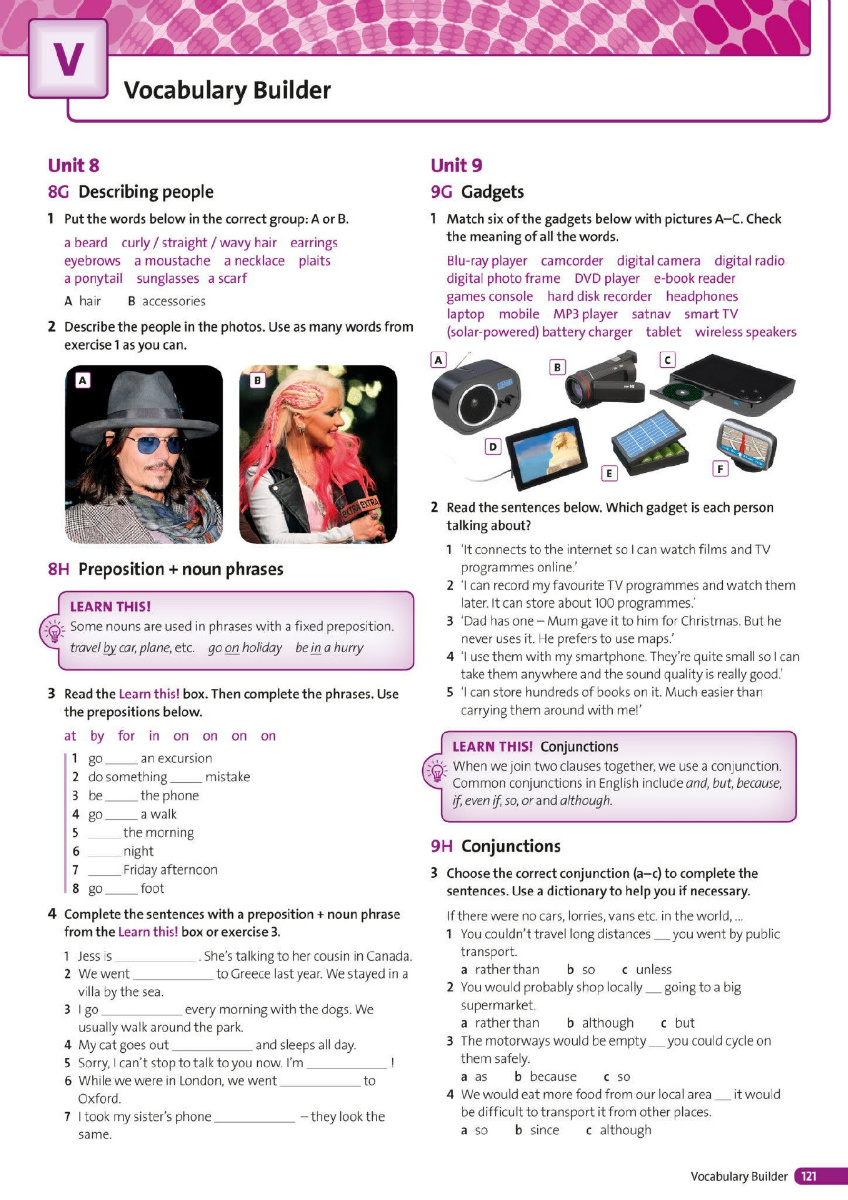 V
Vocabulary Builder
Unit 8
8G Describing people
1 Put the words below in the correct group: A or B.
a beard curly / straight / wavy hair earrings
eyebrows a moustache a necklace plaits
a ponytail sunglasses a scarf
A hair B accessories
2 Describe the people in the photos. Use as many words from
exercise 1 as you can.
A
B
EXTRA EXTRA
8H Preposition + noun phrases
LEARN THIS!
Some nouns are used in phrases with a fixed preposition.
travel by car, plane, etc. go on holiday be in a hurry
3 Read the Learn this! box. Then complete the phrases. Use
the prepositions below.
at by for in on on on on
1 go _____ an excursion
2 do something _____ mistake
3 be _____ the phone
4 go _____ a walk
5 _____ the morning
6 _____ night
7 _____ Friday afternoon
8 go _____ foot
4 Complete the sentences with a preposition + noun phrase
from the Learn this! box or exercise 3.
1 Jess is ____________ . She's talking to her cousin in Canada.
2 We went ____________ to Greece last year. We stayed in a
villa by the sea.
3 I go ____________ every morning with the dogs. We
usually walk around the park.
4 My cat goes out ____________ and sleeps all day.
5 Sorry, I can't stop to talk to you now. I'm ____________ !
6 While we were in London, we went ____________ to
Oxford.
7 I took my sister's phone ____________ – they look the
same.
Unit 9
9G Gadgets
1 Match six of the gadgets below with pictures A–C. Check
the meaning of all the words.
Blu-ray player camcorder digital camera digital radio
digital photo frame DVD player e-book reader
games console hard disk recorder headphones
laptop mobile MP3 player satnav smart TV
(solar-powered) battery charger tablet wireless speakers
A
B
C
D
E
F
2 Read the sentences below. Which gadget is each person
talking about?
1 'It connects to the internet so I can watch films and TV
programmes online.'
2 'I can record my favourite TV programmes and watch them
later. It can store about 100 programmes.'
3 'Dad has one – Mum gave it to him for Christmas. But he
never uses it. He prefers to use maps.'
4 'I use them with my smartphone. They're quite small so I can
take them anywhere and the sound quality is really good.'
5 'I can store hundreds of books on it. Much easier than
carrying them around with me!'
LEARN THIS! Conjunctions
When we join two clauses together, we use a conjunction.
Common conjunctions in English include and, but, because,
if, even if, so, or and although.
9H Conjunctions
3 Choose the correct conjunction (a–c) to complete the
sentences. Use a dictionary to help you if necessary.
If there were no cars, lorries, vans etc. in the world, ...
1 You couldn't travel long distances __ you went by public
transport.
a rather than b so c unless
2 You would probably shop locally __ going to a big
supermarket.
a rather than b although c but
3 The motorways would be empty __ you could cycle on
them safely.
a as b because c so
4 We would eat more food from our local area __ it would
be difficult to transport it from other places.
a so b since c although
Vocabulary Builder 121